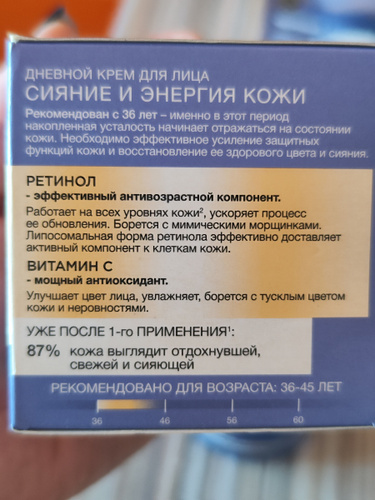 ДНЕВНОЙ КРЕМ ДЛЯ ЛИЦА
СИЯНИЕ И ЭНЕРГИЯ КОЖИ
Рекомендован с 36 лет – именно в этот период
накопленная усталость начинает отражаться на состоянии
кожи. Необходимо эффективное усиление защитных
функций кожи и восстановление ее здорового цвета и сияния.
РЕТИНОЛ
- эффективный антивозрастной компонент.
Работает на всех уровнях кожи², ускоряет процесс
ее обновления. Борется с мимическими морщинками.
Липосомальная форма ретинола эффективно доставляет
активный компонент к клеткам кожи.
ВИТАМИН С
- мощный антиоксидант.
Улучшает цвет лица, увлажняет, борется с тусклым цветом
кожи и неровностями.
УЖЕ ПОСЛЕ 1-го ПРИМЕНЕНИЯ¹:
87% кожа выглядит отдохнувшей,
свежей и сияющей
РЕКОМЕНДОВАНО ДЛЯ ВОЗРАСТА: 36-45 ЛЕТ
36 46 56 60